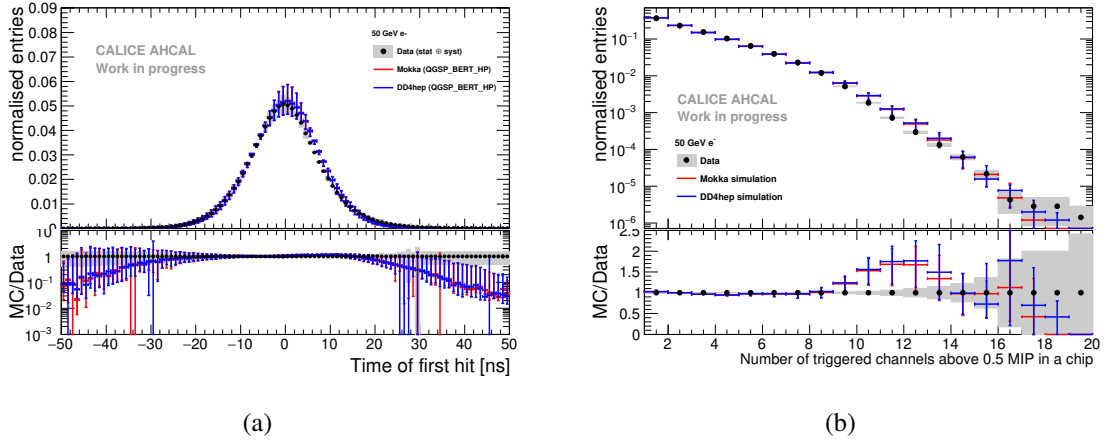 normalised entries
0.09
0.08
0.07
0.06
0.05
0.04
0.03
0.02
0.01
CALICE AHCAL
Work in progress
50 GeV e-
Data (stat ⊕ syst)
Mokka (QGSP_BERT_HP)
DD4hep (QGSP_BERT_HP)
MC/Data
10
1
10⁻¹
10⁻²
10⁻³
−50 −40 −30 −20 −10 0 10 20 30 40 50
Time of first hit [ns]
(a)
normalised entries
10⁻¹
10⁻²
10⁻³
10⁻⁴
10⁻⁵
10⁻⁶
CALICE AHCAL
Work in progress
50 GeV e⁻
Data
Mokka simulation
DD4hep simulation
MC/Data
2.5
2
1.5
1
0.5
0
2 4 6 8 10 12 14 16 18 20
Number of triggered channels above 0.5 MIP in a chip
(b)